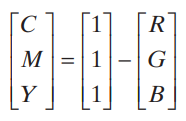 [C] [1] [R]
[M] = [1] − [G]
[Y] [1] [B]